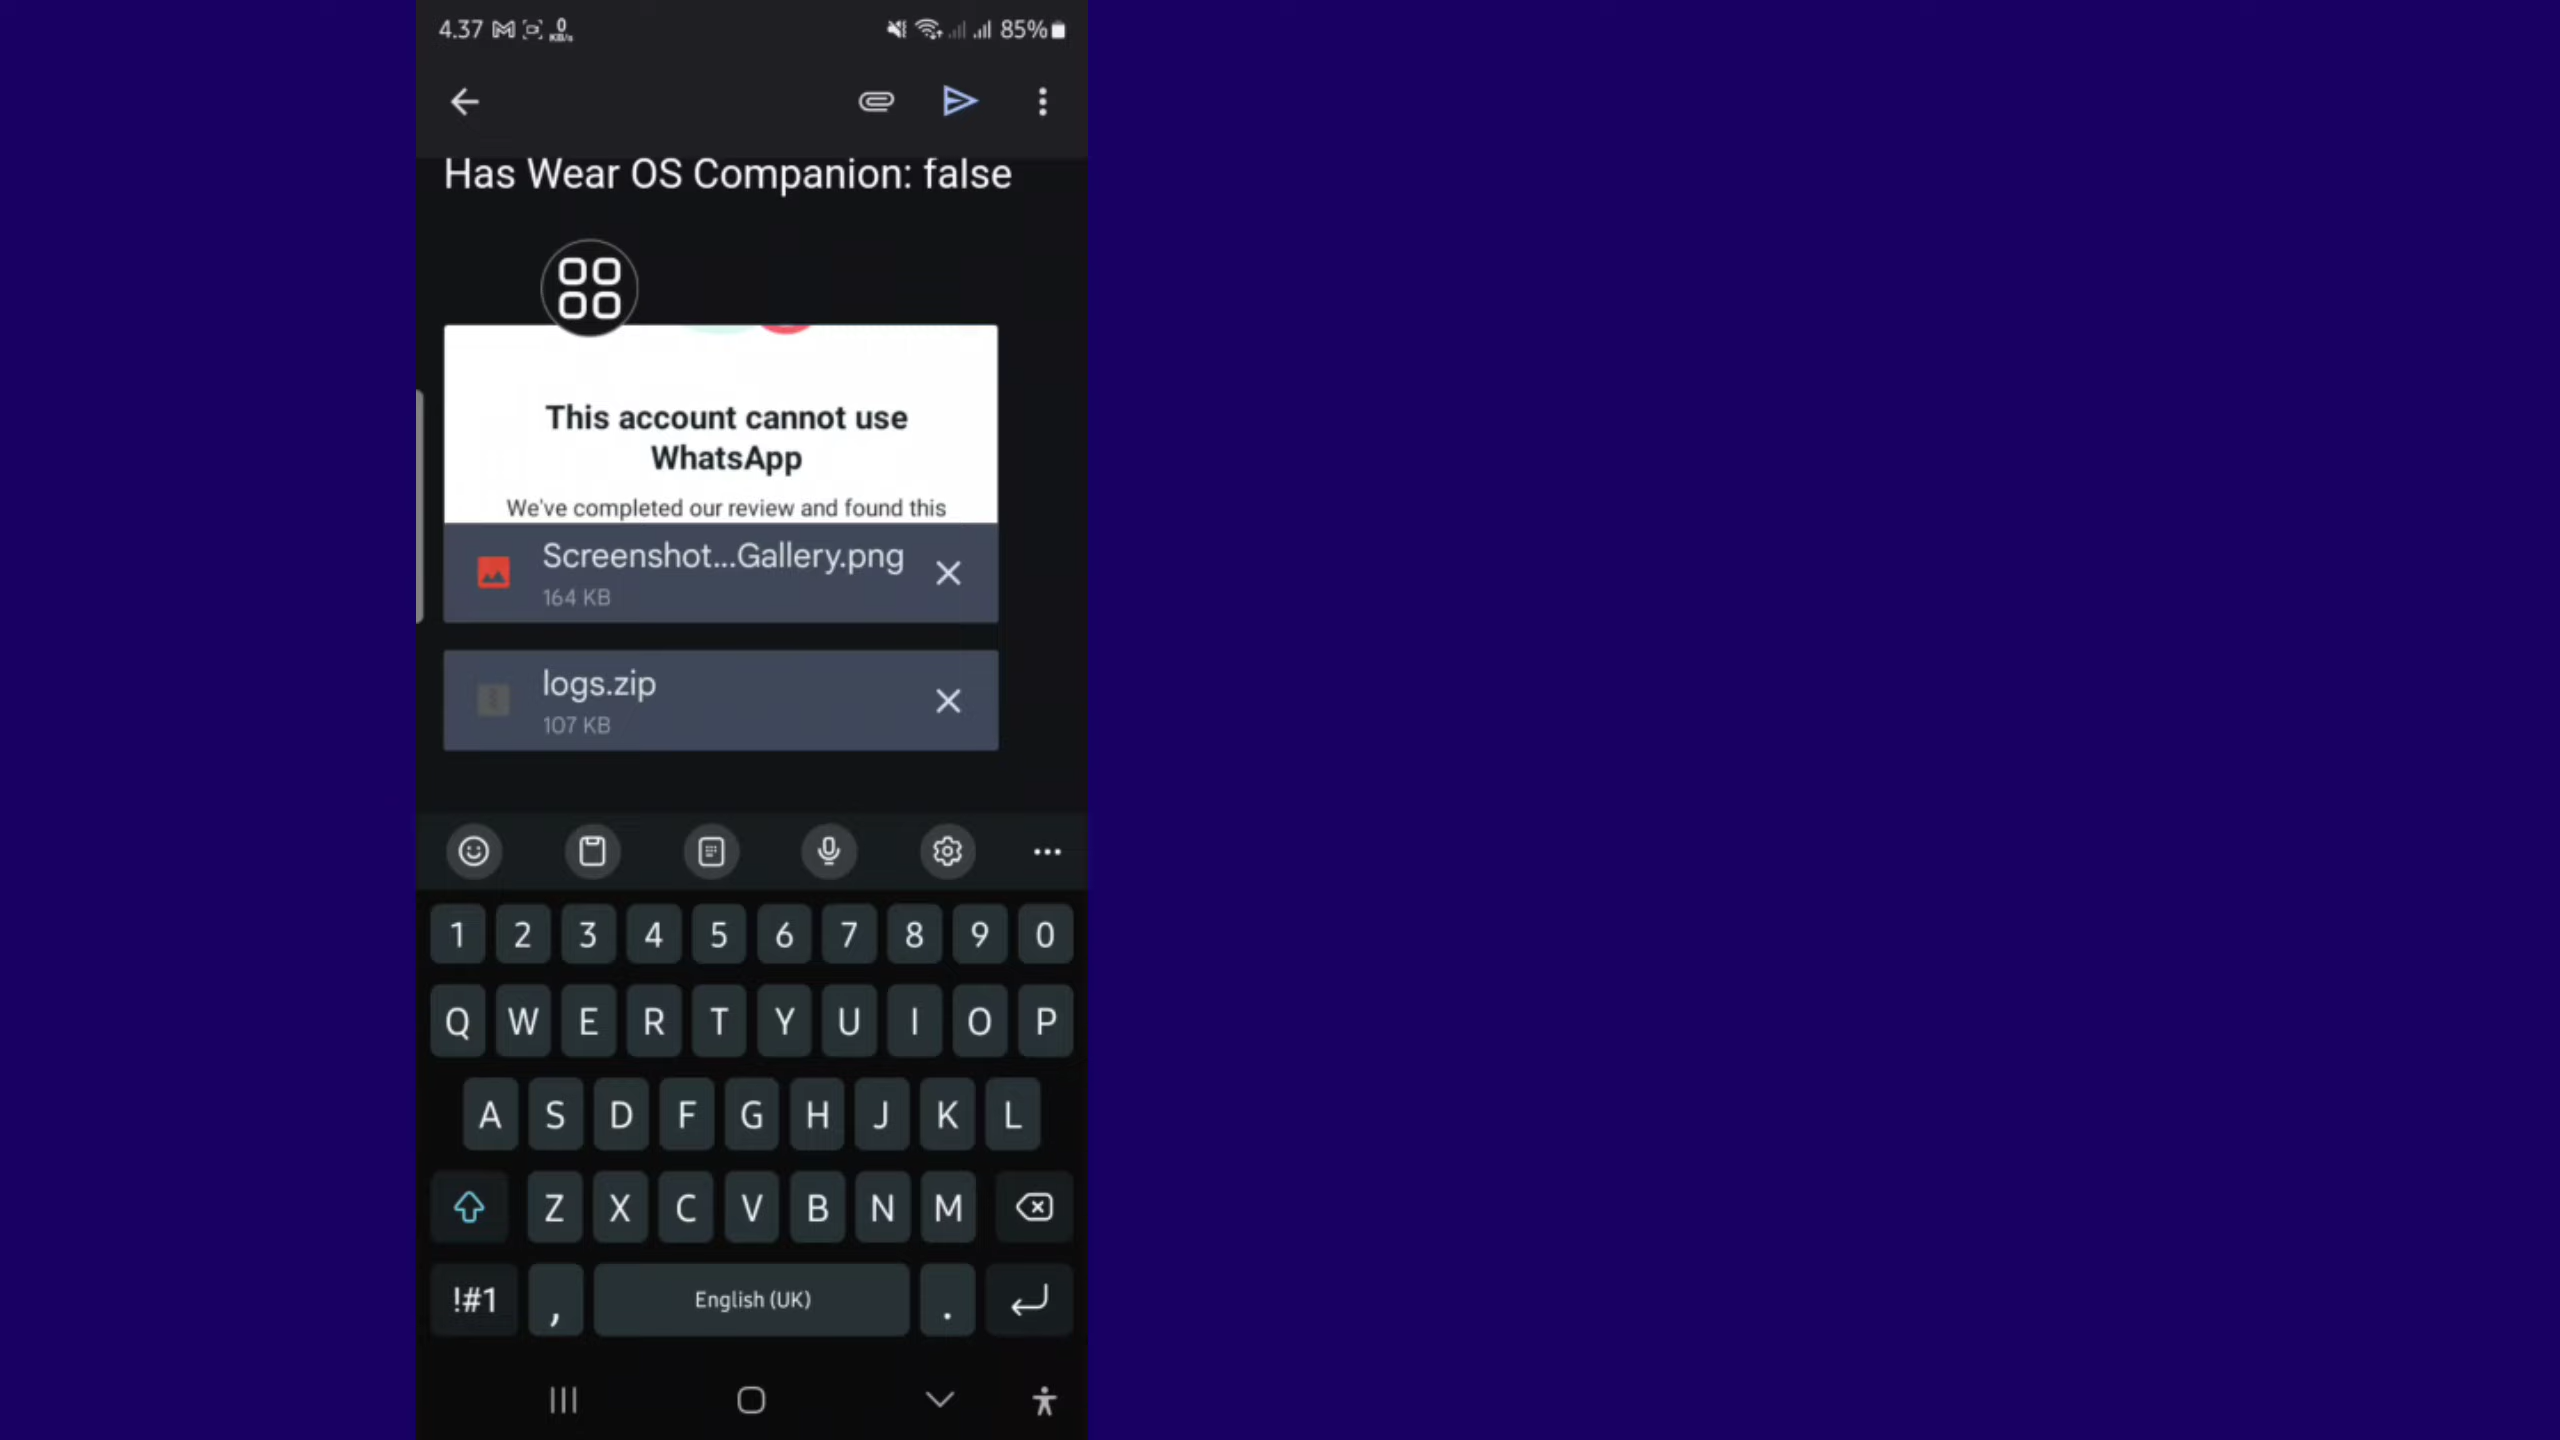 4.37 0 KB/s 85%
Has Wear OS Companion: false
This account cannot use
WhatsApp
We've completed our review and found this
Screenshot...Gallery.png
164 KB
logs.zip
107 KB
1 2 3 4 5 6 7 8 9 0
Q W E R T Y U I O P
A S D F G H J K L
Z X C V B N M
!#1 , English (UK) .